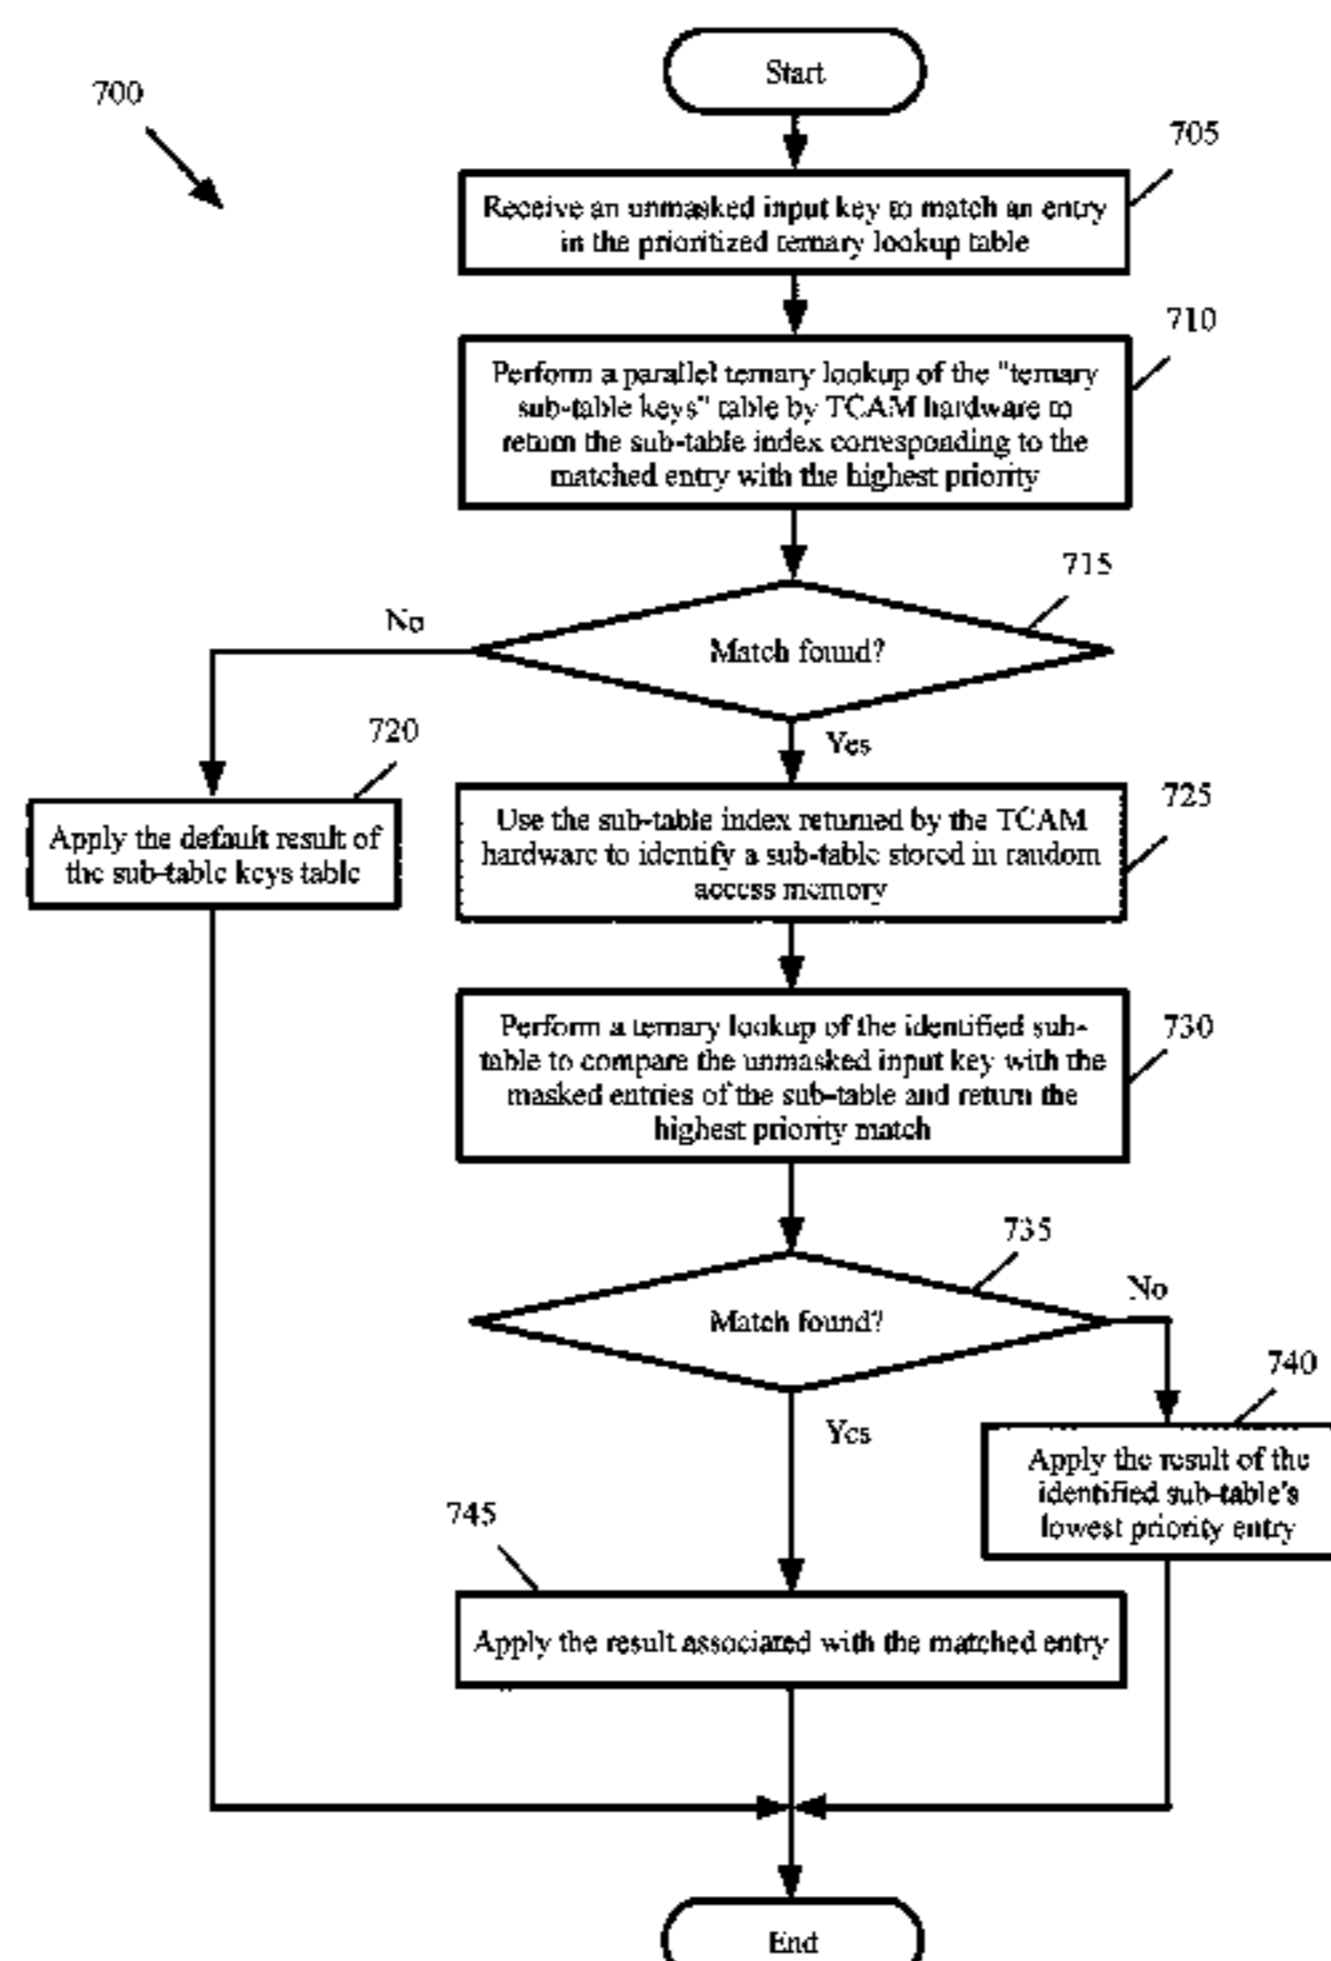 Start
700
705
Receive an unmasked input key to match an entry
in the prioritized ternary lookup table
710
Perform a parallel ternary lookup of the "ternary
sub-table keys" table by TCAM hardware to
return the sub-table index corresponding to the
matched entry with the highest priority
715
No
Match found?
Yes
720
Apply the default result of
the sub-table keys table
725
Use the sub-table index returned by the TCAM
hardware to identify a sub-table stored in random
access memory
730
Perform a ternary lookup of the identified sub-
table to compare the unmasked input key with the
masked entries of the sub-table and return the
highest priority match
735
No
Match found?
Yes
740
Apply the result of the
identified sub-table's
lowest priority entry
745
Apply the result associated with the matched entry
End